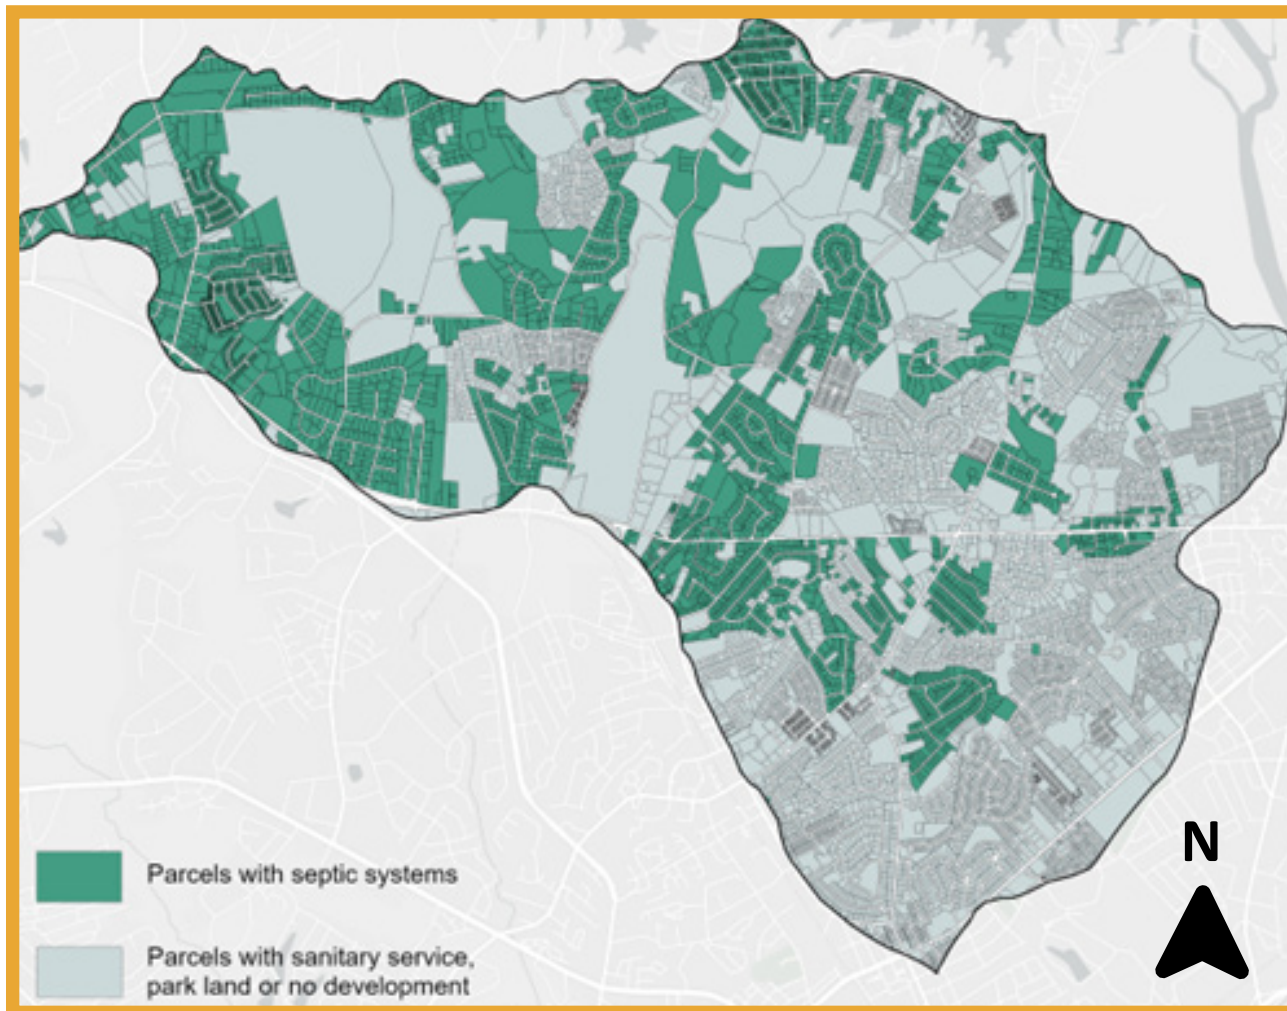 Parcels with septic systems
N
Parcels with sanitary service,
park land or no development